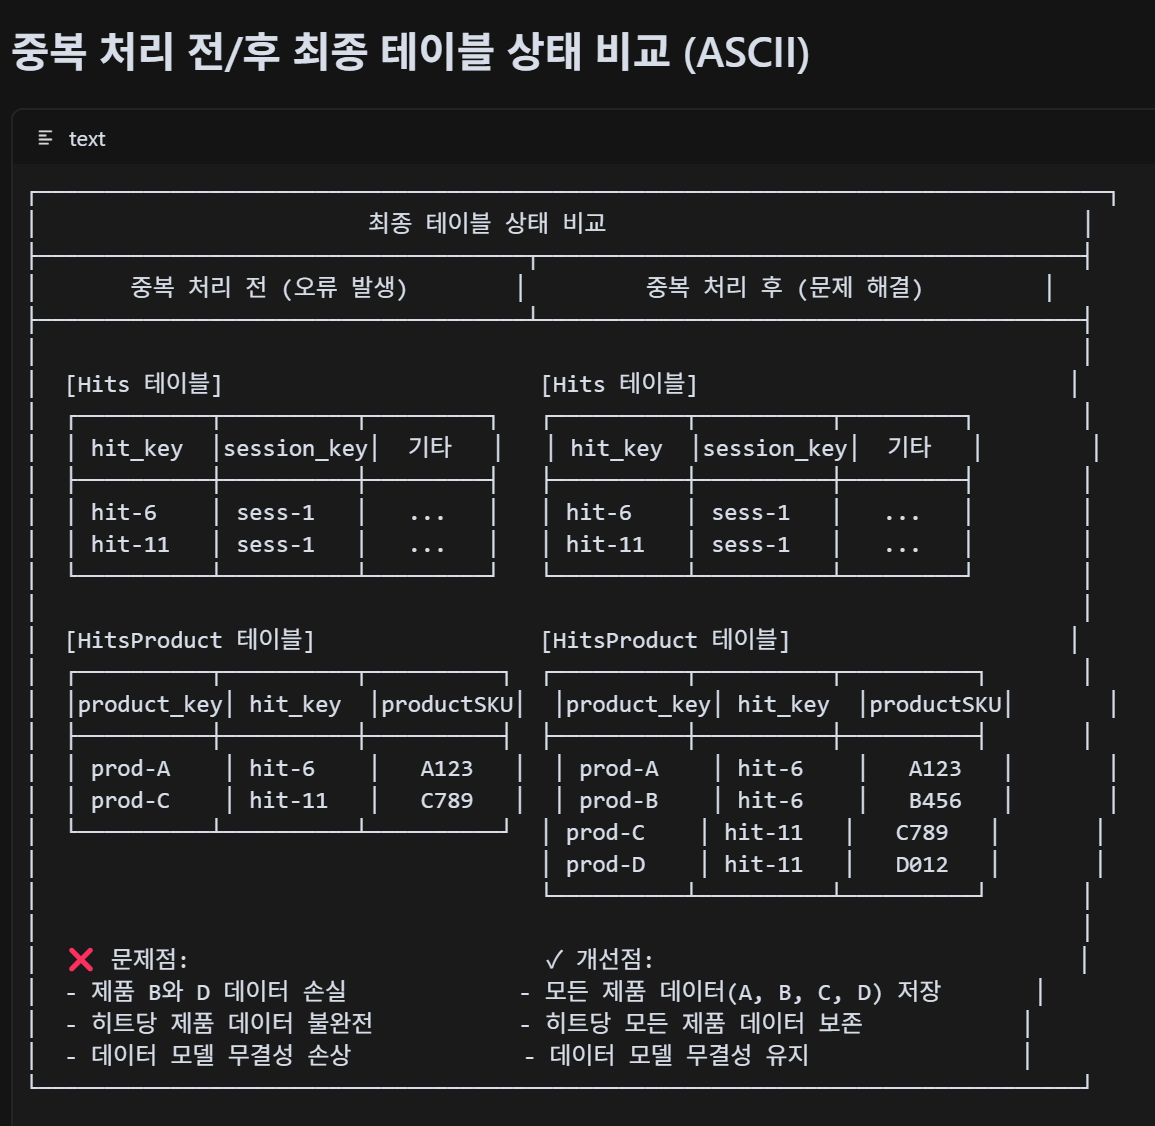 중복 처리 전/후 최종 테이블 상태 비교 (ASCII)
text
최종 테이블 상태 비교
중복 처리 전 (오류 발생) 중복 처리 후 (문제 해결)
[Hits 테이블] [Hits 테이블]
hit_key session_key 기타 hit_key session_key 기타
hit-6 sess-1 ... hit-6 sess-1 ...
hit-11 sess-1 ... hit-11 sess-1 ...
[HitsProduct 테이블] [HitsProduct 테이블]
product_key hit_key productSKU product_key hit_key productSKU
prod-A hit-6 A123 prod-A hit-6 A123
prod-C hit-11 C789 prod-B hit-6 B456
prod-C hit-11 C789
prod-D hit-11 D012
❌ 문제점: ✓ 개선점:
- 제품 B와 D 데이터 손실 - 모든 제품 데이터(A, B, C, D) 저장
- 히트당 제품 데이터 불완전 - 히트당 모든 제품 데이터 보존
- 데이터 모델 무결성 손상 - 데이터 모델 무결성 유지